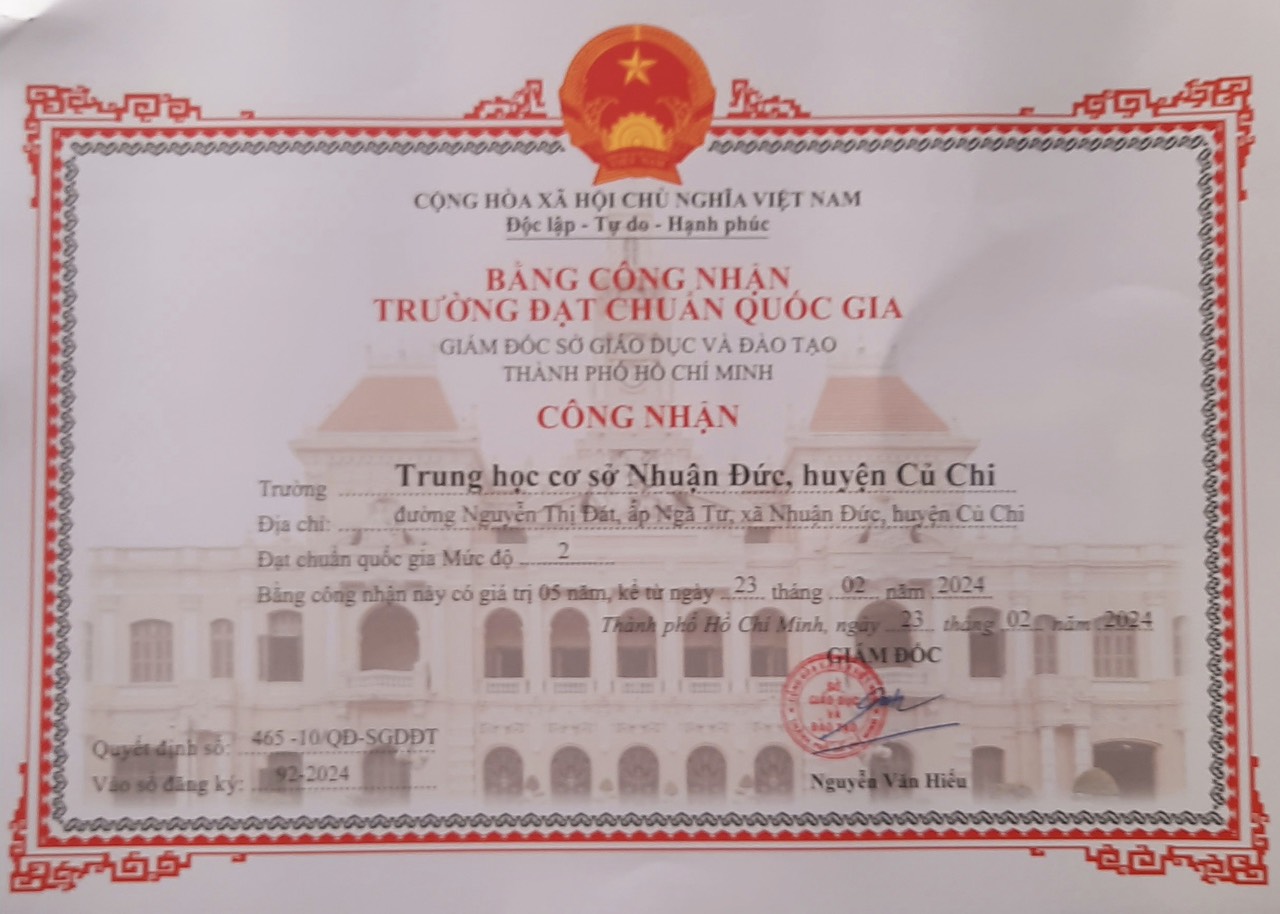 CỘNG HÒA XÃ HỘI CHỦ NGHĨA VIỆT NAM
Độc lập - Tự do - Hạnh phúc
BẰNG CÔNG NHẬN
TRƯỜNG ĐẠT CHUẨN QUỐC GIA
GIÁM ĐỐC SỞ GIÁO DỤC VÀ ĐÀO TẠO
THÀNH PHỐ HỒ CHÍ MINH
CÔNG NHẬN
Trường Trung học cơ sở Nhuận Đức, huyện Củ Chi
Địa chỉ: đường Nguyễn Thị Đát, ấp Ngã Tư, xã Nhuận Đức, huyện Củ Chi
Đạt chuẩn quốc gia Mức độ 2
Bằng công nhận này có giá trị 05 năm, kể từ ngày 23 tháng 02 năm 2024
Thành phố Hồ Chí Minh, ngày 23 tháng 02 năm 2024
GIÁM ĐỐC
SỞ
GIÁO DỤC
VÀ
ĐÀO TẠO
Quyết định số: 465 -10/QĐ-SGDĐT
Vào sổ đăng ký: 92-2024
Nguyễn Văn Hiếu